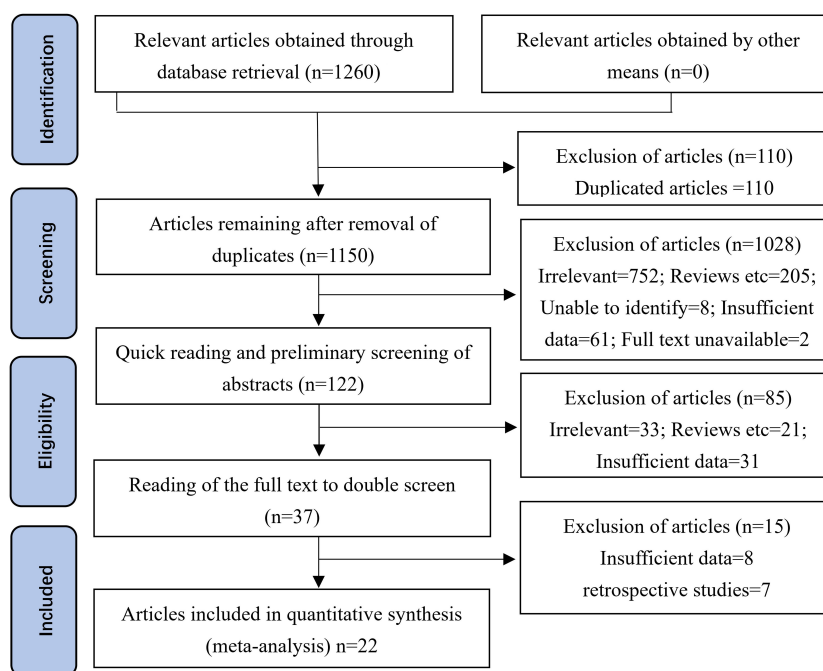 Identification
Relevant articles obtained through
database retrieval (n=1260)
Relevant articles obtained by other
means (n=0)
Exclusion of articles (n=110)
Duplicated articles =110
Screening
Articles remaining after removal of
duplicates (n=1150)
Exclusion of articles (n=1028)
Irrelevant=752; Reviews etc=205;
Unable to identify=8; Insufficient
data=61; Full text unavailable=2
Quick reading and preliminary screening of
abstracts (n=122)
Eligibility
Exclusion of articles (n=85)
Irrelevant=33; Reviews etc=21;
Insufficient data=31
Reading of the full text to double screen
(n=37)
Included
Exclusion of articles (n=15)
Insufficient data=8
retrospective studies=7
Articles included in quantitative synthesis
(meta-analysis) n=22